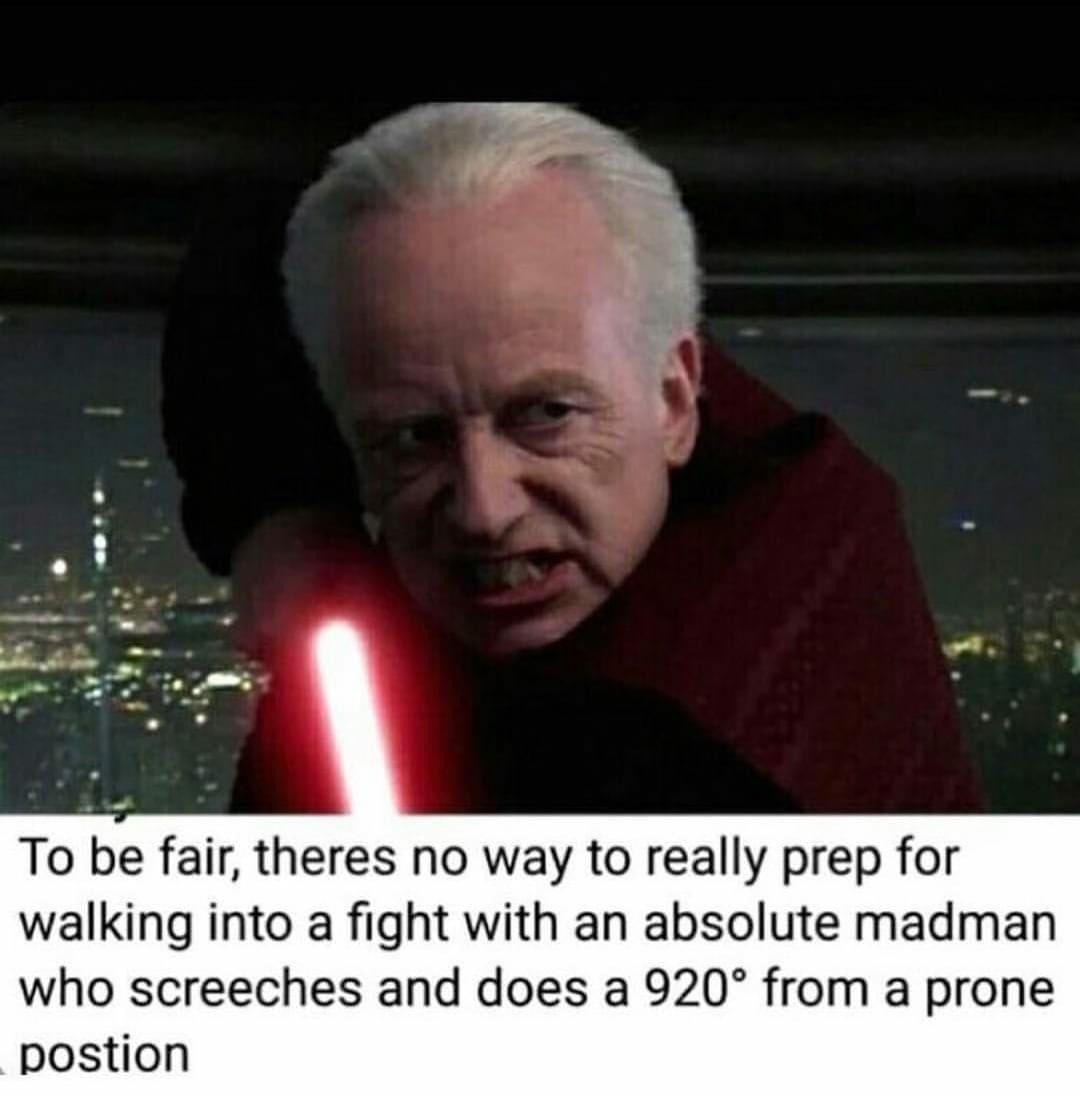 To be fair, theres no way to really prep for
walking into a fight with an absolute madman
who screeches and does a 920° from a prone
postion